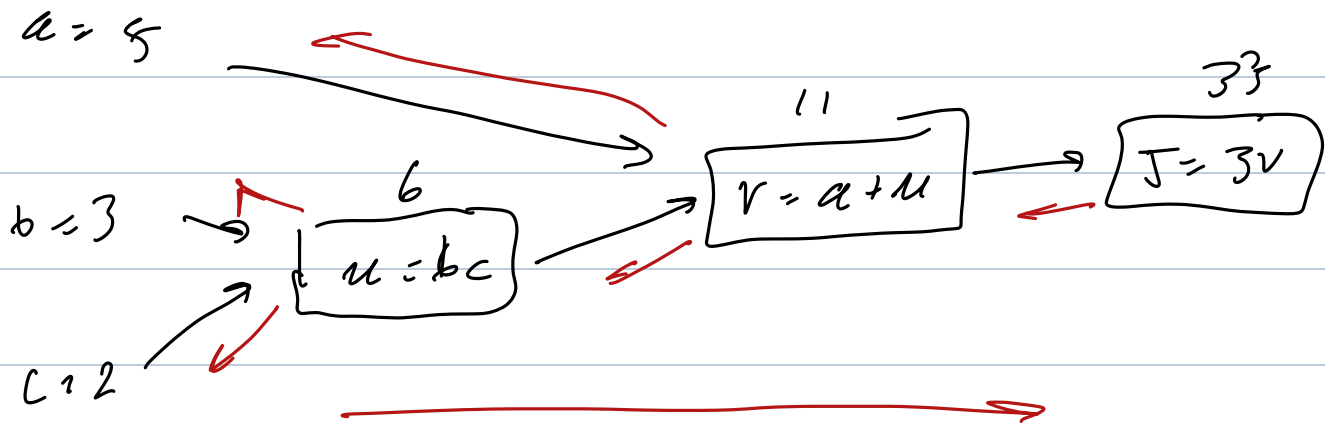 a = 5
11
33
6
v = a + u
J = 3v
b = 3
u = bc
c = 2